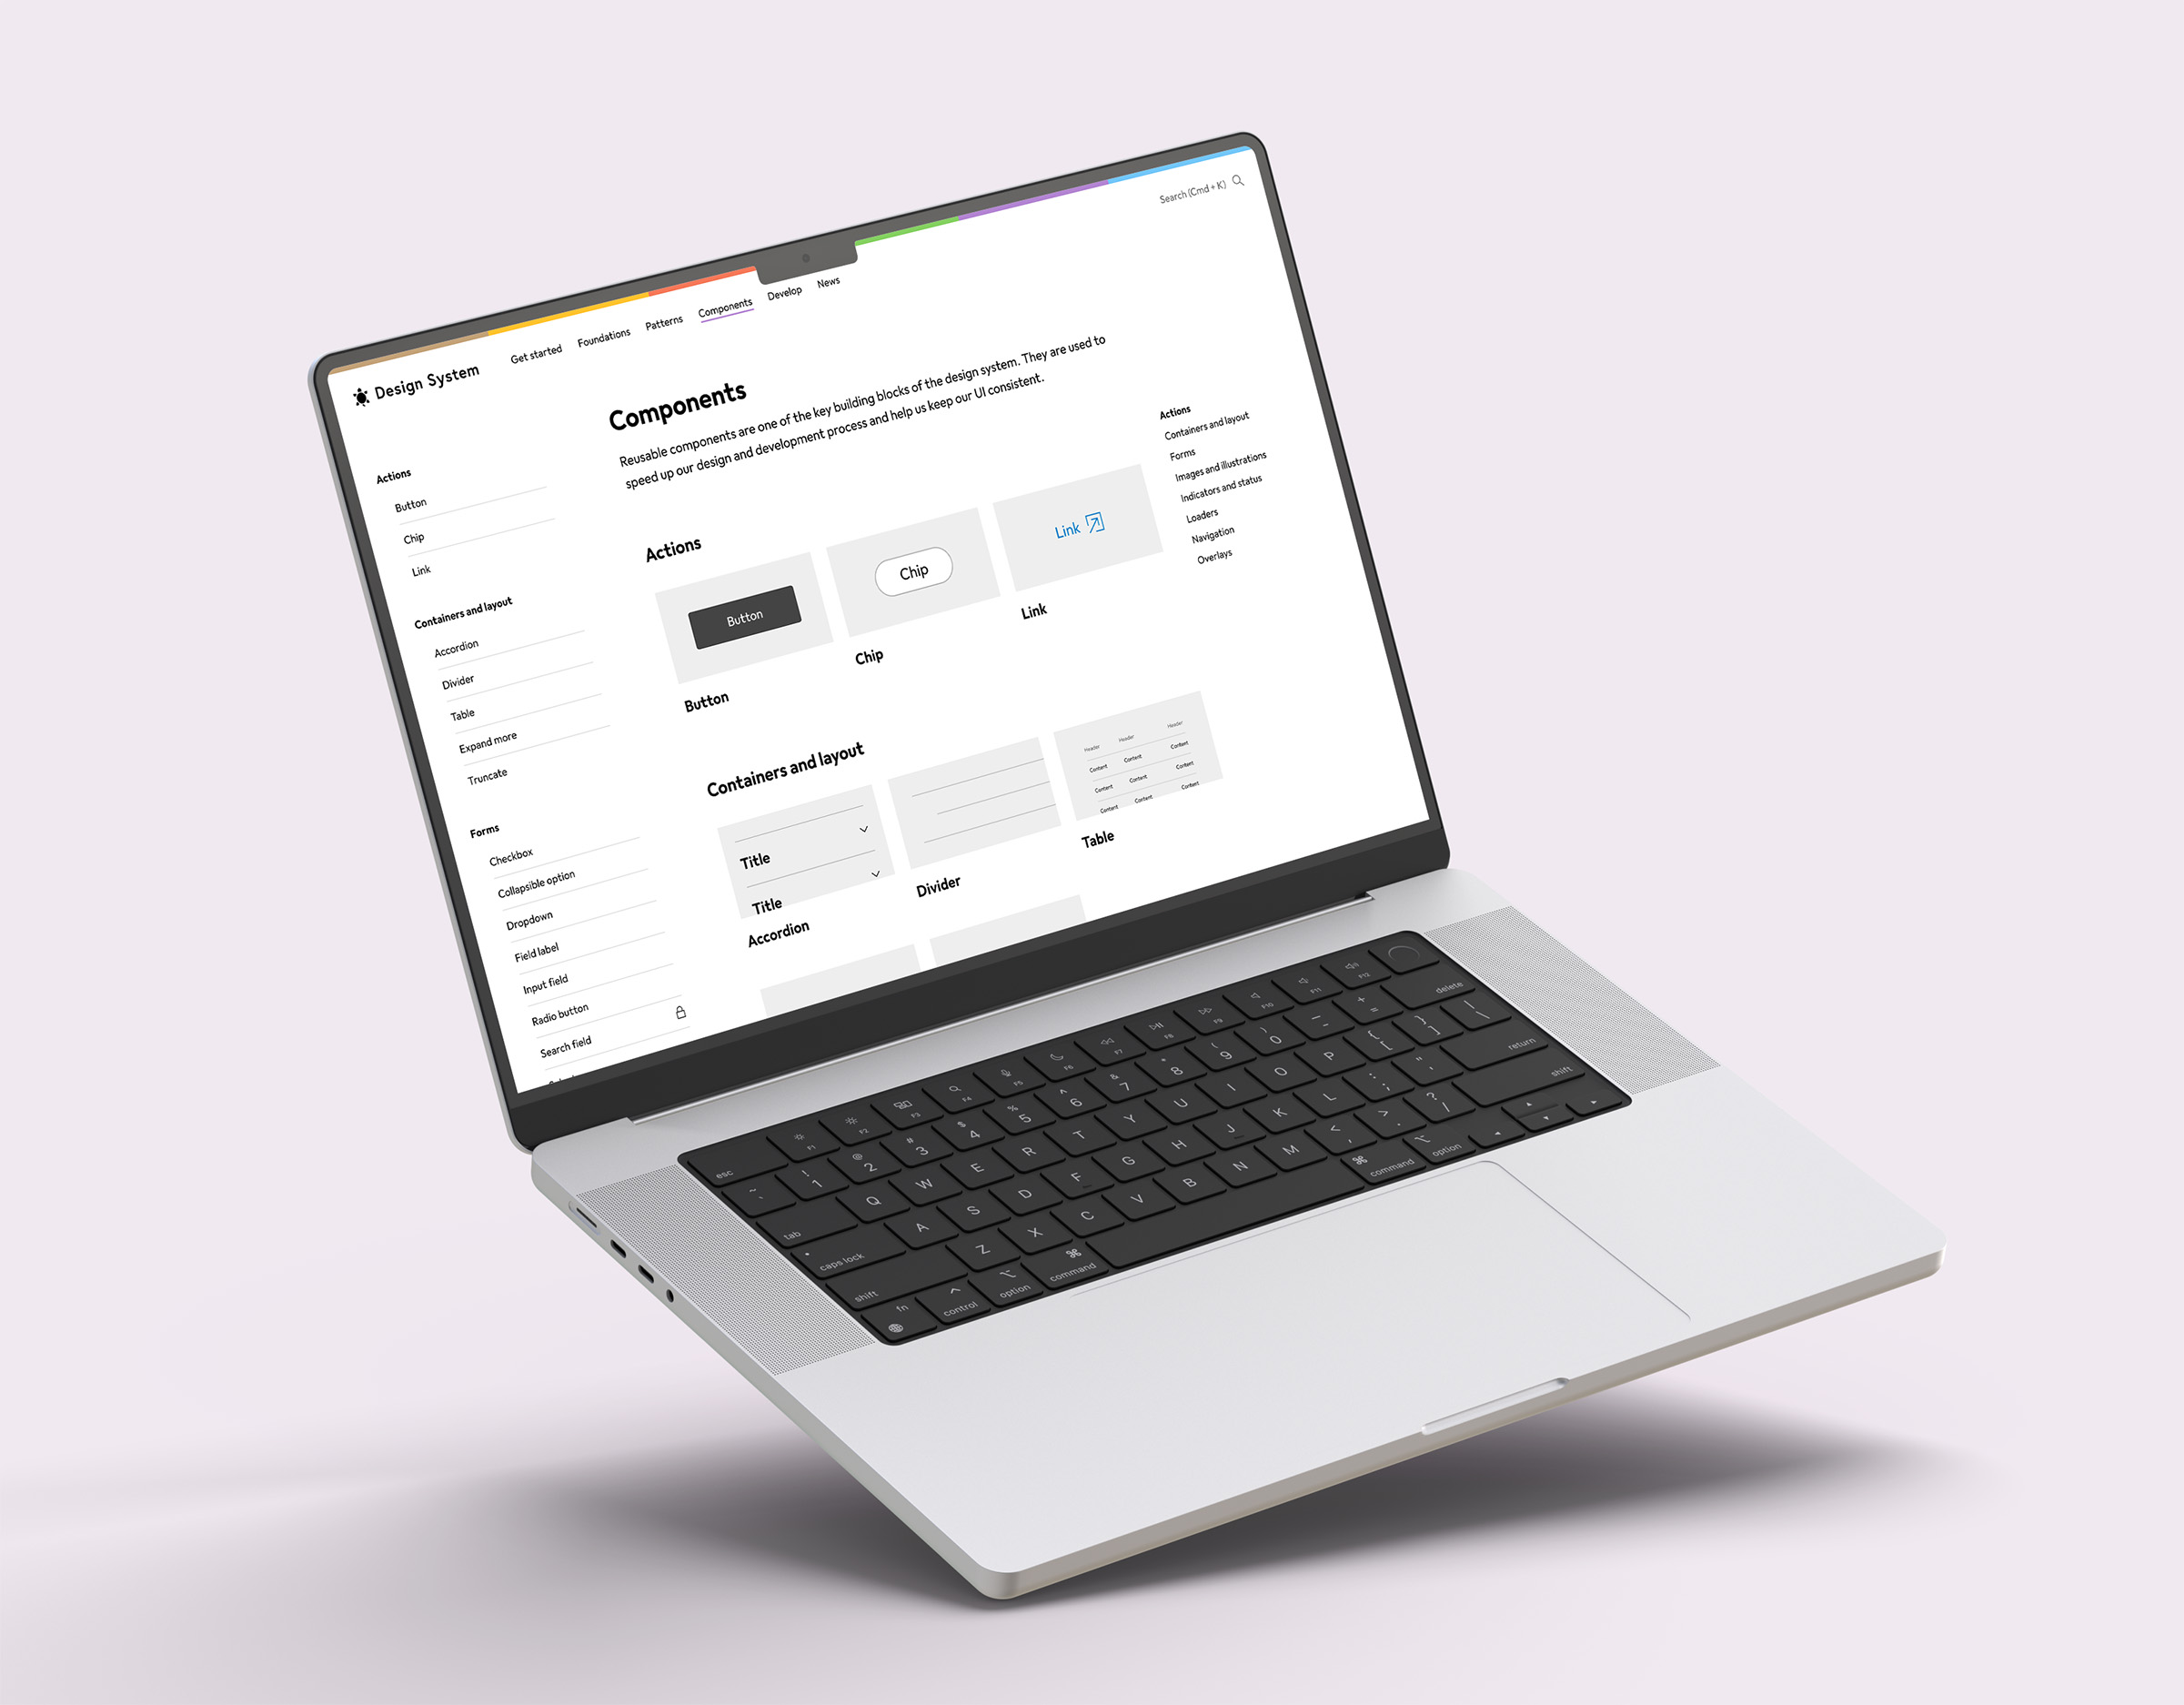 Search (Cmd + K)
Design System
Get started
Foundations
Patterns
Components
Develop
News
Actions
Button
Chip
Link
Containers and layout
Accordion
Divider
Table
Expand more
Truncate
Forms
Checkbox
Collapsible option
Dropdown
Field label
Input field
Radio button
Search field
Components
Reusable components are one of the key building blocks of the design system. They are used to
speed up our design and development process and help us keep our UI consistent.
Actions
Button
Chip
Link
Button
Chip
Link
Containers and layout
Title
Title
Header Header Header
Content Content Content
Content Content Content
Content Content Content
Accordion
Divider
Table
Actions
Containers and layout
Forms
Images and illustrations
Indicators and status
Loaders
Navigation
Overlays
esc F1 F2 F3 F4 F5 F6 F7 F8 F9 F10 F11 F12
~ ` ! 1 @ 2 # 3 $ 4 % 5 ^ 6 & 7 * 8 ( 9 ) 0 _ - + = delete
tab Q W E R T Y U I O P { [ } ] | \
caps lock A S D F G H J K L : ; " ' return
shift Z X C V B N M < , > . ? / shift
fn control option command command option